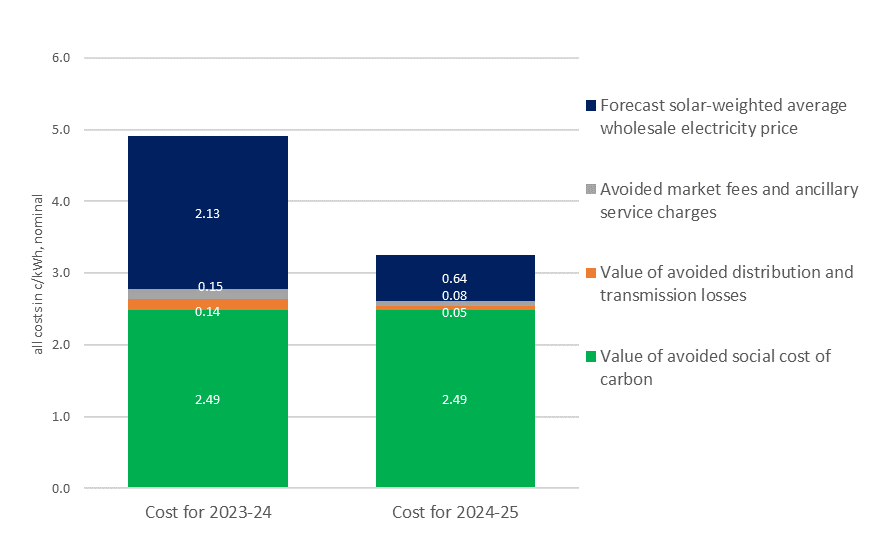 6.0
5.0
4.0
3.0
2.0
1.0
0.0
all costs in c/kWh, nominal
2.13
0.15
0.14
2.49
0.64
0.08
0.05
2.49
Cost for 2023-24
Cost for 2024-25
Forecast solar-weighted average
wholesale electricity price
Avoided market fees and ancillary
service charges
Value of avoided distribution and
transmission losses
Value of avoided social cost of
carbon